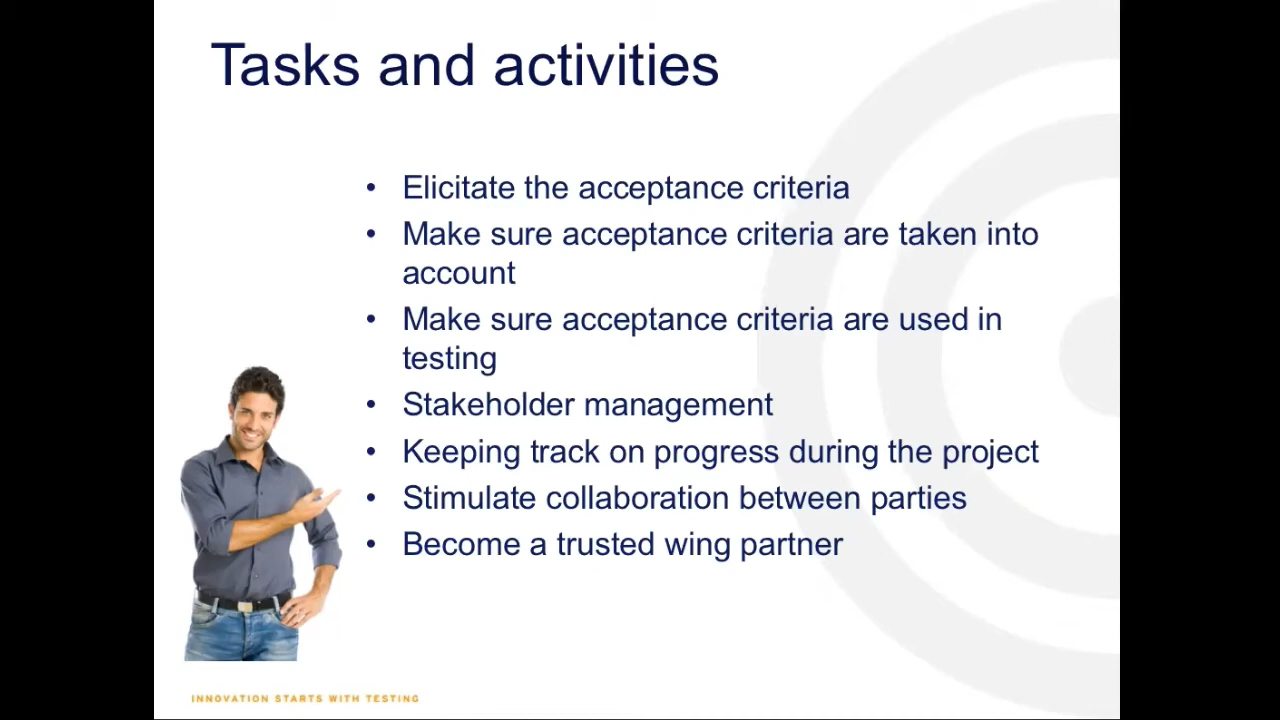 Tasks and activities
• Elicitate the acceptance criteria
• Make sure acceptance criteria are taken into
account
• Make sure acceptance criteria are used in
testing
• Stakeholder management
• Keeping track on progress during the project
• Stimulate collaboration between parties
• Become a trusted wing partner
INNOVATION STARTS WITH TESTING